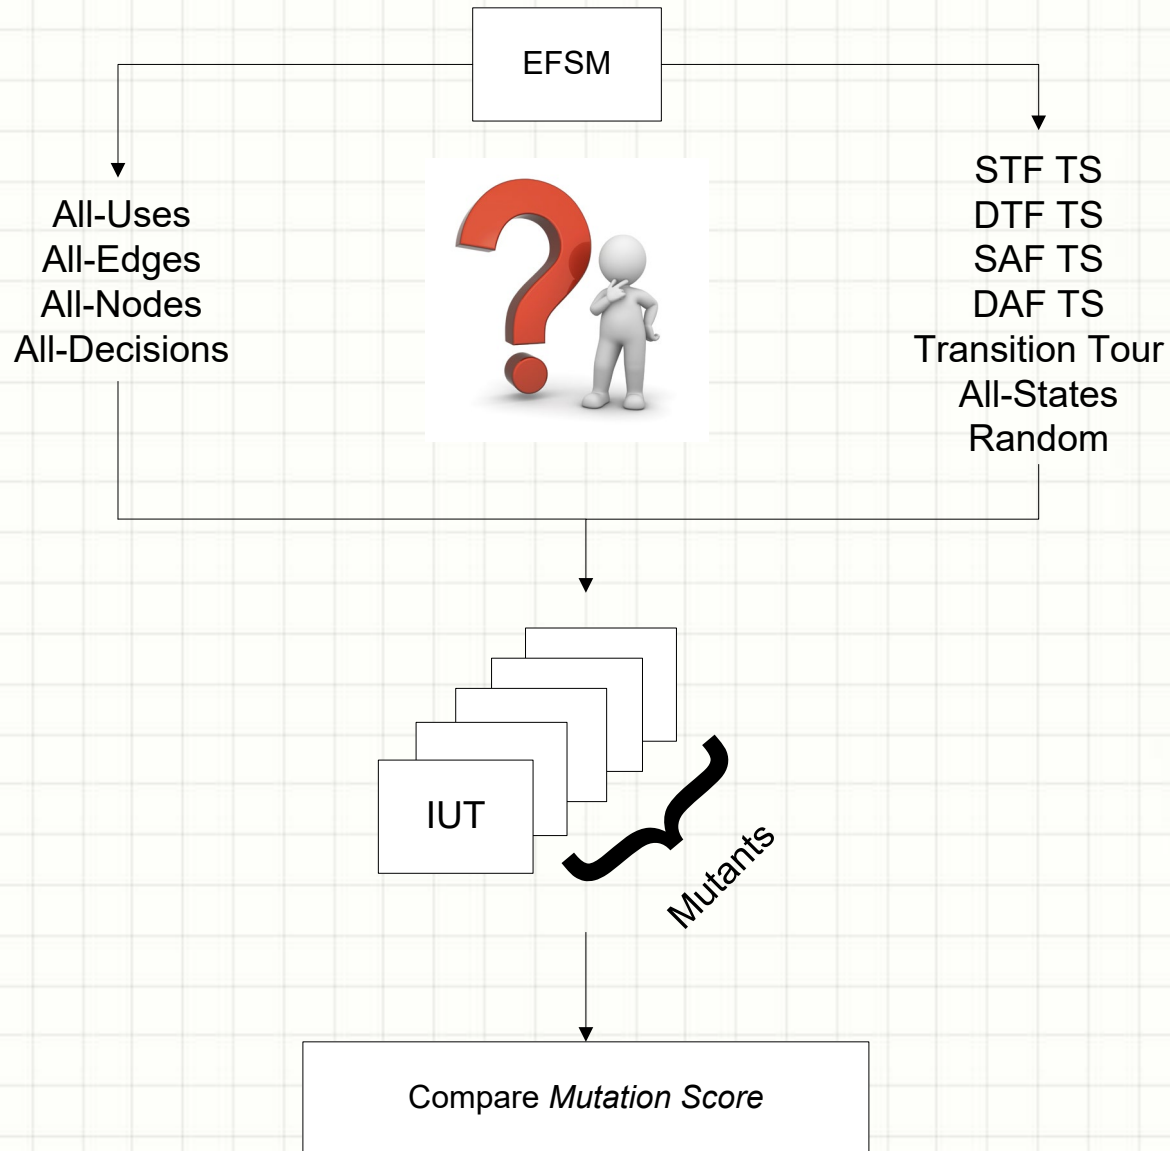 EFSM
All-Uses
All-Edges
All-Nodes
All-Decisions
STF TS
DTF TS
SAF TS
DAF TS
Transition Tour
All-States
Random
IUT
Mutants
Compare Mutation Score